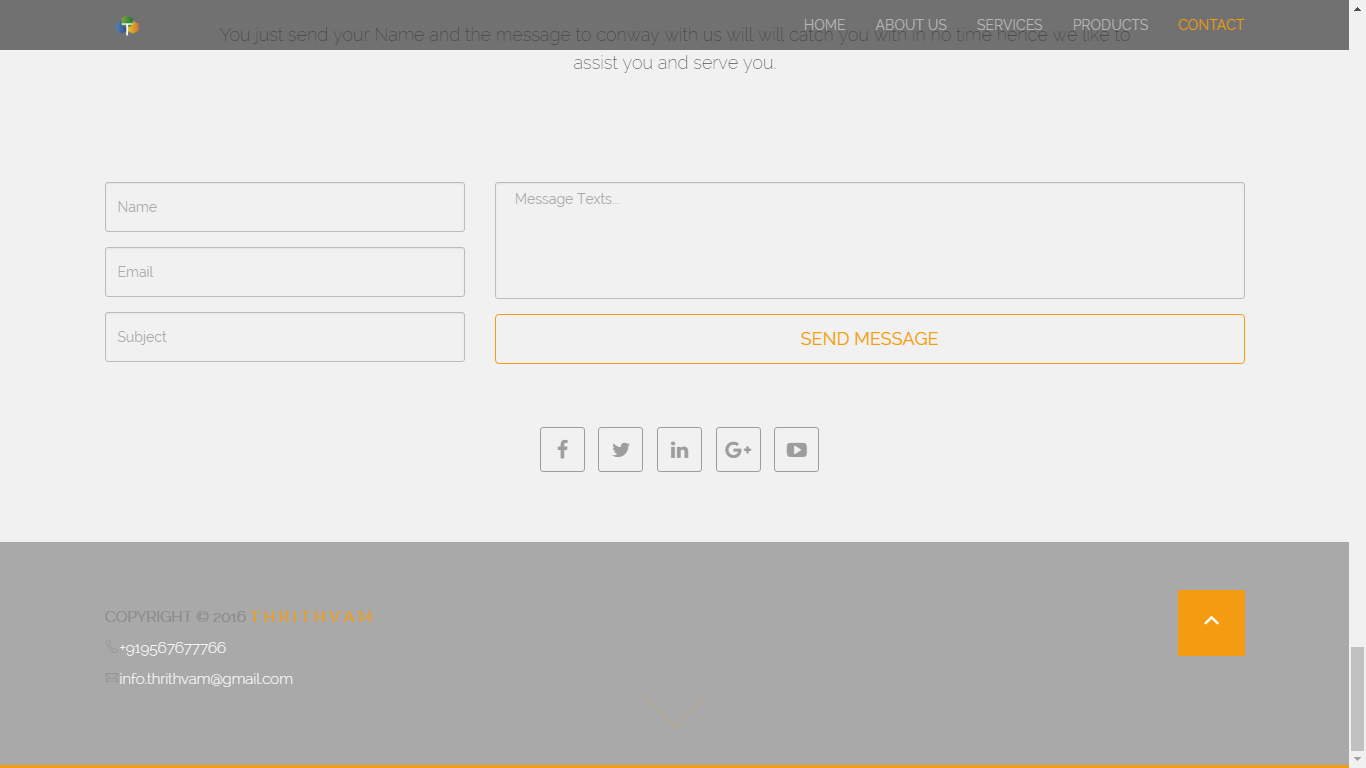 T
HOME
ABOUT US
SERVICES
PRODUCTS
CONTACT
You just send your Name and the message to conway with us will will catch you with in no time hence we like to
assist you and serve you.
Name
Message Texts...
Email
Subject
SEND MESSAGE
COPYRIGHT © 2016
+919567677766
info.thrithvam@gmail.com